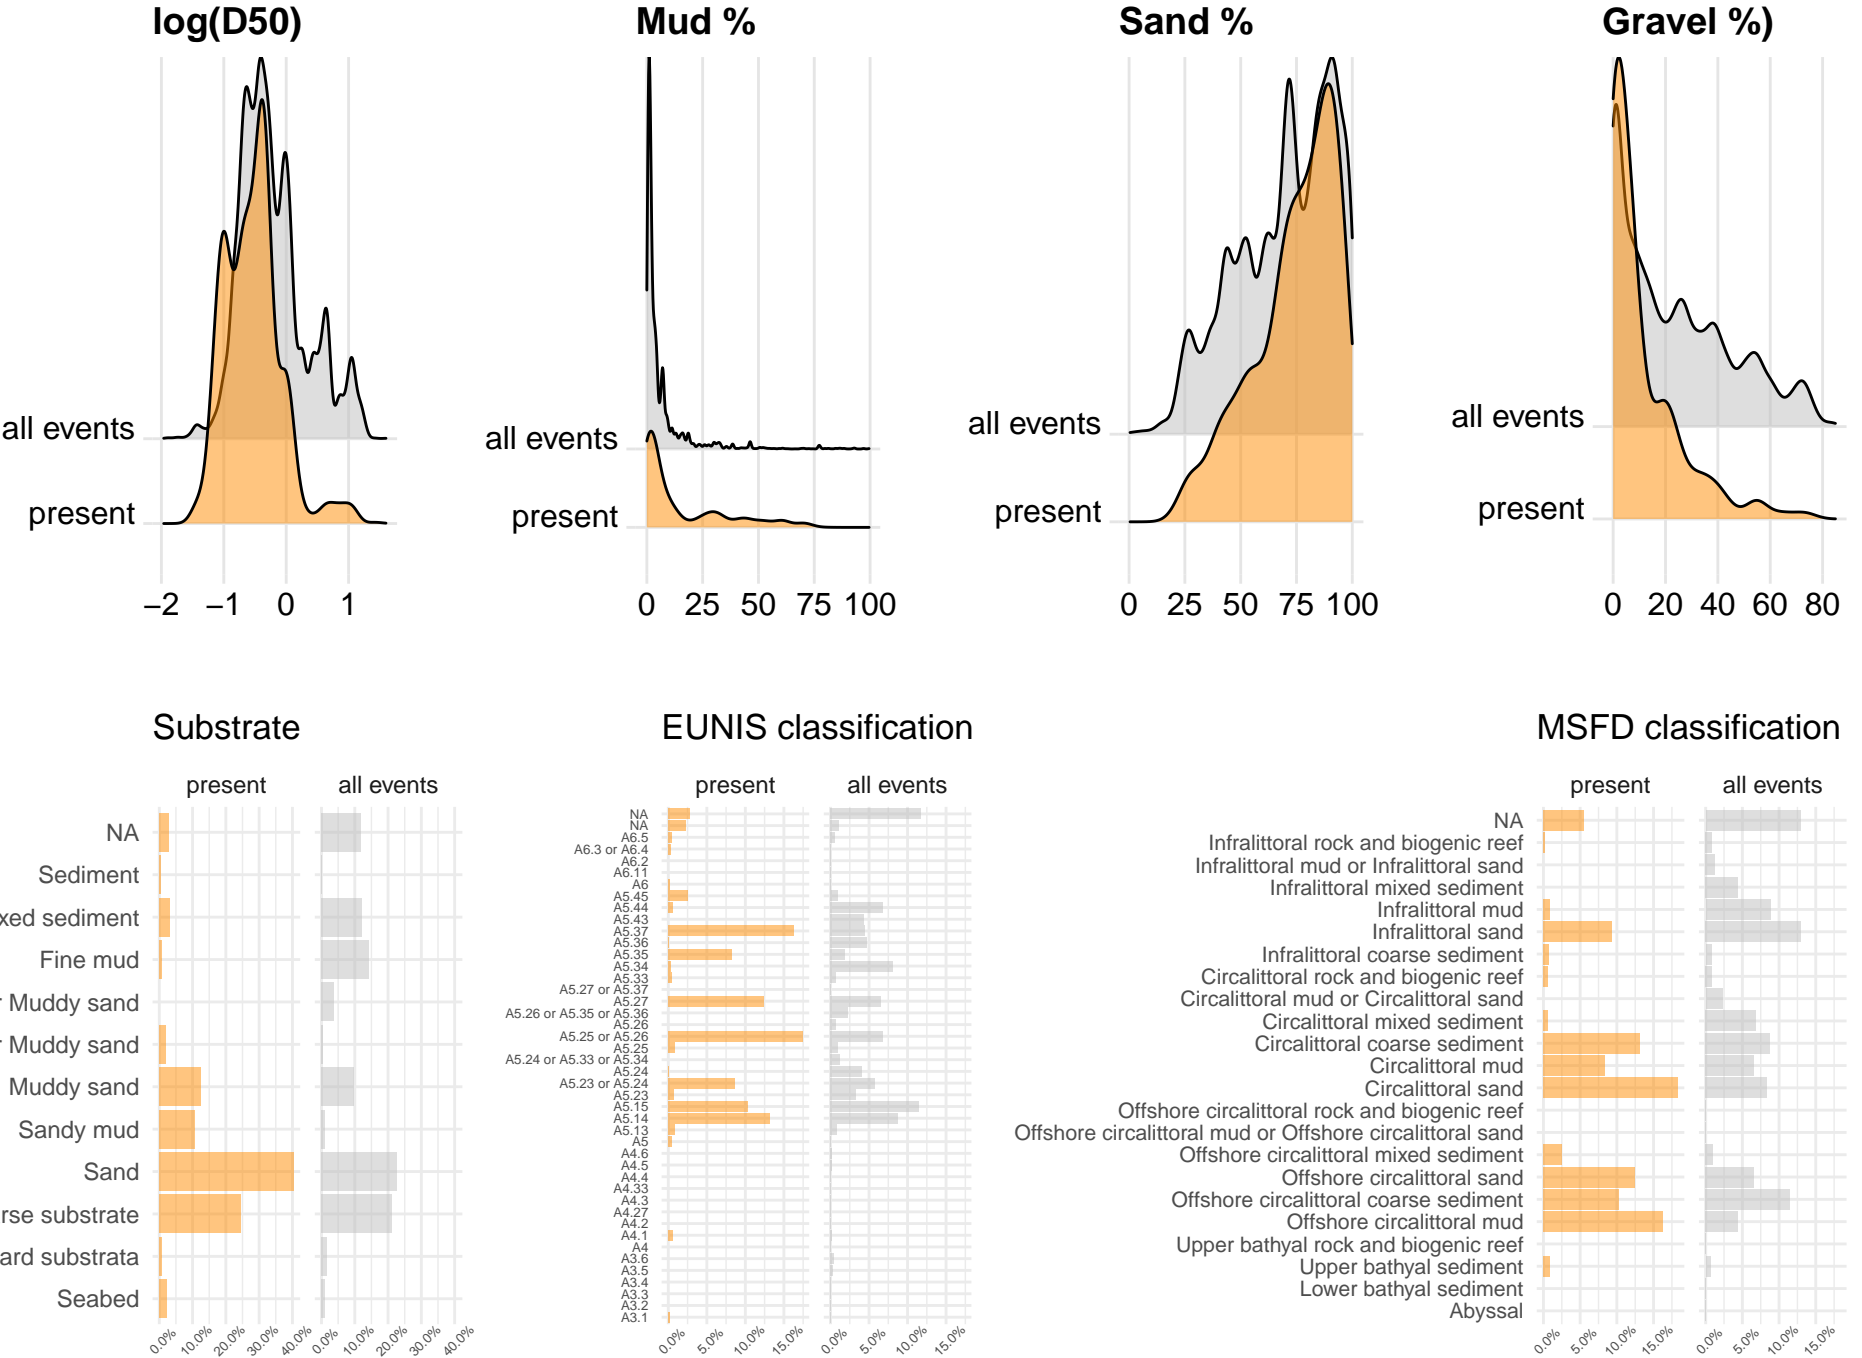 log(D50)
Mud %
Sand %
Gravel %)
all events
present
−2 −1 0 1
all events
present
0 25 50 75 100
all events
present
0 25 50 75 100
all events
present
0 20 40 60 80
Substrate
present all events
NA
Sediment
xed sediment
Fine mud
r Muddy sand
r Muddy sand
Muddy sand
Sandy mud
Sand
rse substrate
ard substrata
Seabed
0.0% 10.0% 20.0% 30.0% 40.0% 0.0% 10.0% 20.0% 30.0% 40.0%
EUNIS classification
present all events
NA
NA
A6.5
A6.3 or A6.4
A6.2
A6.11
A6
A5.45
A5.44
A5.43
A5.37
A5.36
A5.35
A5.34
A5.33
A5.27 or A5.37
A5.27
A5.26 or A5.35 or A5.36
A5.26
A5.25 or A5.26
A5.25
A5.24 or A5.33 or A5.34
A5.24
A5.23 or A5.24
A5.23
A5.15
A5.14
A5.13
A5
A4.6
A4.5
A4.4
A4.33
A4.3
A4.27
A4.2
A4.1
A4
A3.6
A3.5
A3.4
A3.3
A3.2
A3.1
0.0% 5.0% 10.0% 15.0% 0.0% 5.0% 10.0% 15.0%
MSFD classification
present all events
NA
Infralittoral rock and biogenic reef
Infralittoral mud or Infralittoral sand
Infralittoral mixed sediment
Infralittoral mud
Infralittoral sand
Infralittoral coarse sediment
Circalittoral rock and biogenic reef
Circalittoral mud or Circalittoral sand
Circalittoral mixed sediment
Circalittoral coarse sediment
Circalittoral mud
Circalittoral sand
Offshore circalittoral rock and biogenic reef
Offshore circalittoral mud or Offshore circalittoral sand
Offshore circalittoral mixed sediment
Offshore circalittoral sand
Offshore circalittoral coarse sediment
Offshore circalittoral mud
Upper bathyal rock and biogenic reef
Upper bathyal sediment
Lower bathyal sediment
Abyssal
0.0% 5.0% 10.0% 15.0% 0.0% 5.0% 10.0% 15.0%